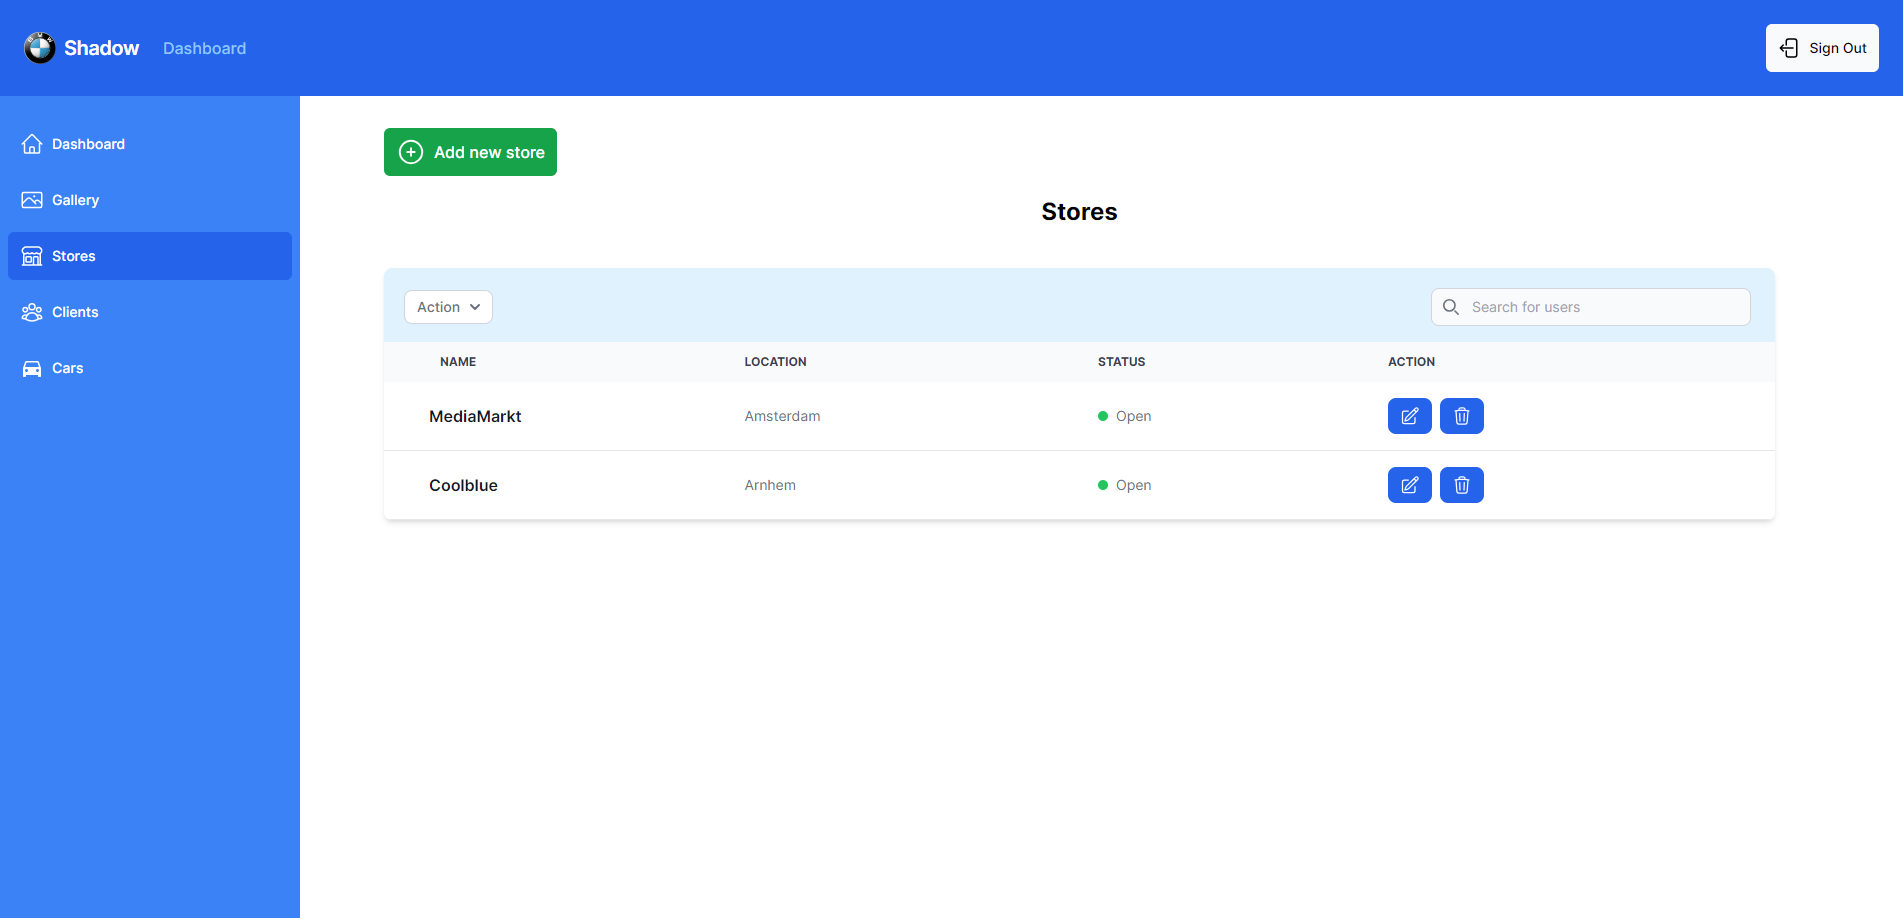 Shadow Dashboard
Sign Out
Dashboard
Gallery
Stores
Clients
Cars
Add new store
Stores
Action
Search for users
NAME LOCATION STATUS ACTION
MediaMarkt Amsterdam Open
Coolblue Arnhem Open